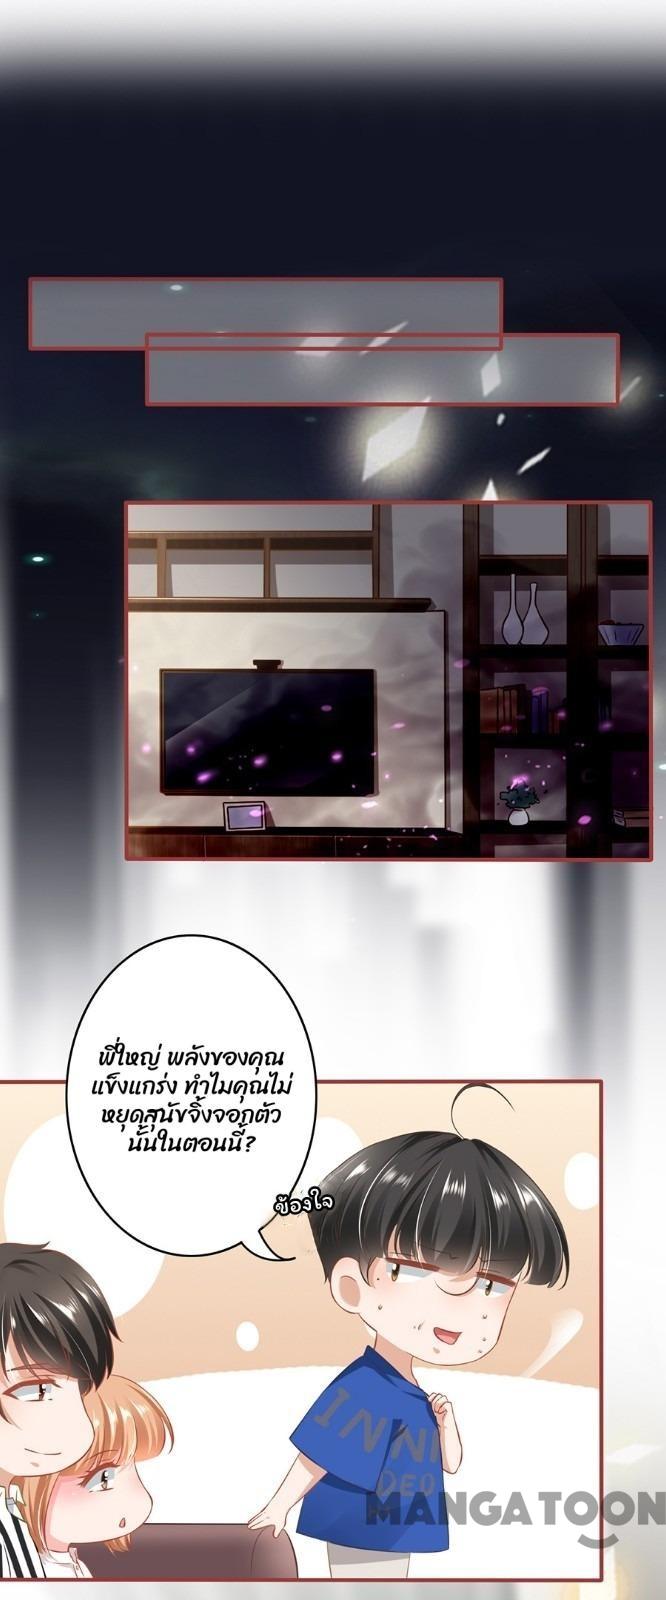 พี่ใหญ่ พลังของคุณ
แข็งแกร่ง ทำไมคุณไม่
หยุดสุนัขจิ้งจอกตัว
นั้นในตอนนี้?
ข้องใจ
INNI
DEO
MANGATOON